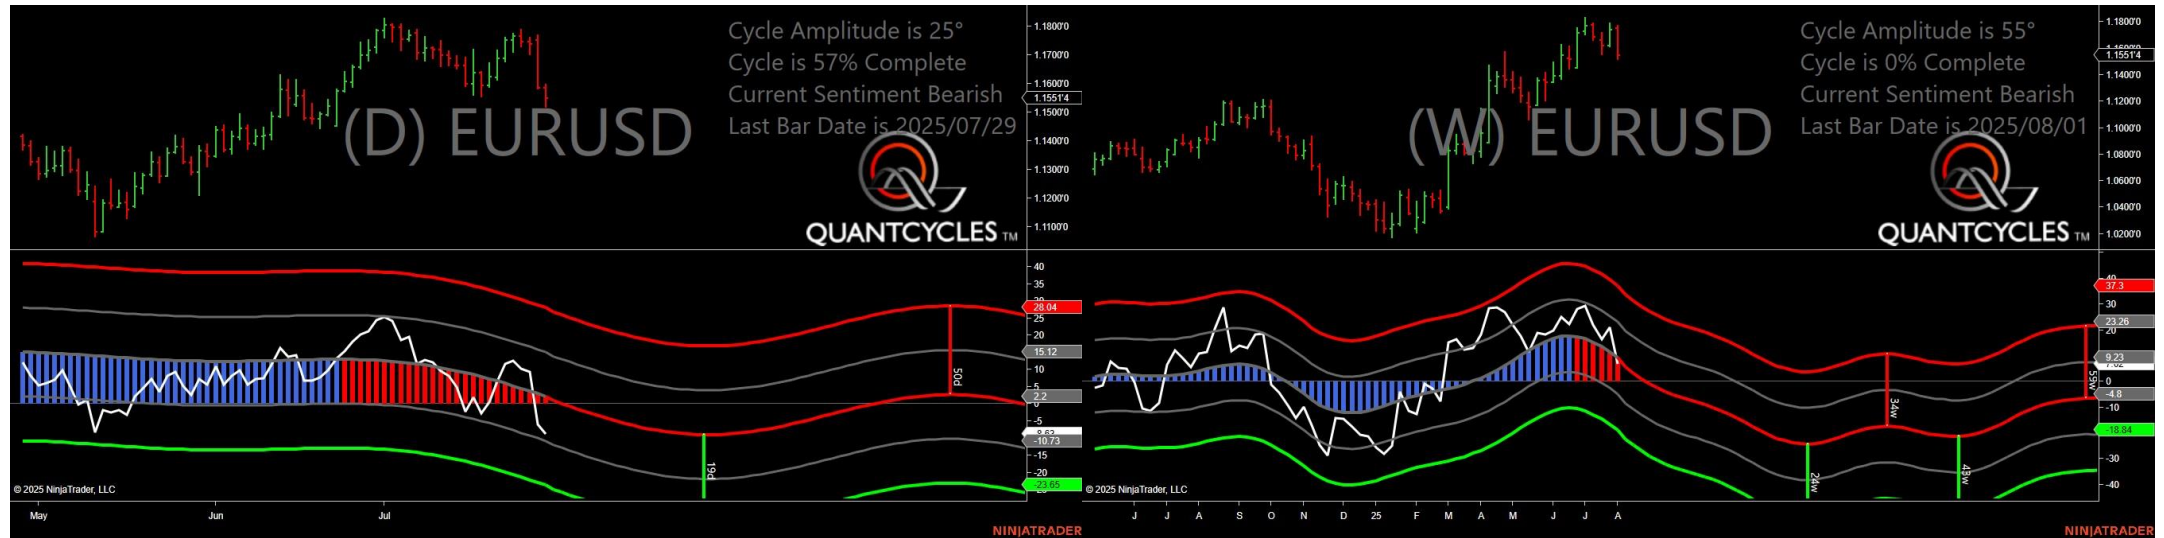 Cycle Amplitude is 25°
Cycle is 57% Complete
Current Sentiment Bearish
Last Bar Date is 2025/07/29
(D) EURUSD
QUANTCYCLES TM
1.1800'0
1.1700'0
1.1600'0
1.1551'4
1.1500'0
1.1400'0
1.1300'0
1.1200'0
1.1100'0
40
35
28.04
25
20
15.12
10
5
2.2
-5
-10.73
-15
-20
-23.65
50d
19d
© 2025 NinjaTrader, LLC
May
Jun
Jul
NINJATRADER
Cycle Amplitude is 55°
Cycle is 0% Complete
Current Sentiment Bearish
Last Bar Date is 2025/08/01
(W) EURUSD
QUANTCYCLES TM
1.1800'0
1.1551'4
1.1400'0
1.1200'0
1.1000'0
1.0800'0
1.0600'0
1.0400'0
1.0200'0
37.3
30
23.26
20
9.23
0
-4.8
-10
-18.84
-30
-40
24w
34w
43w
59w
© 2025 NinjaTrader, LLC
J
J
A
S
O
N
D
25
F
M
A
M
J
J
A
NINJATRADER